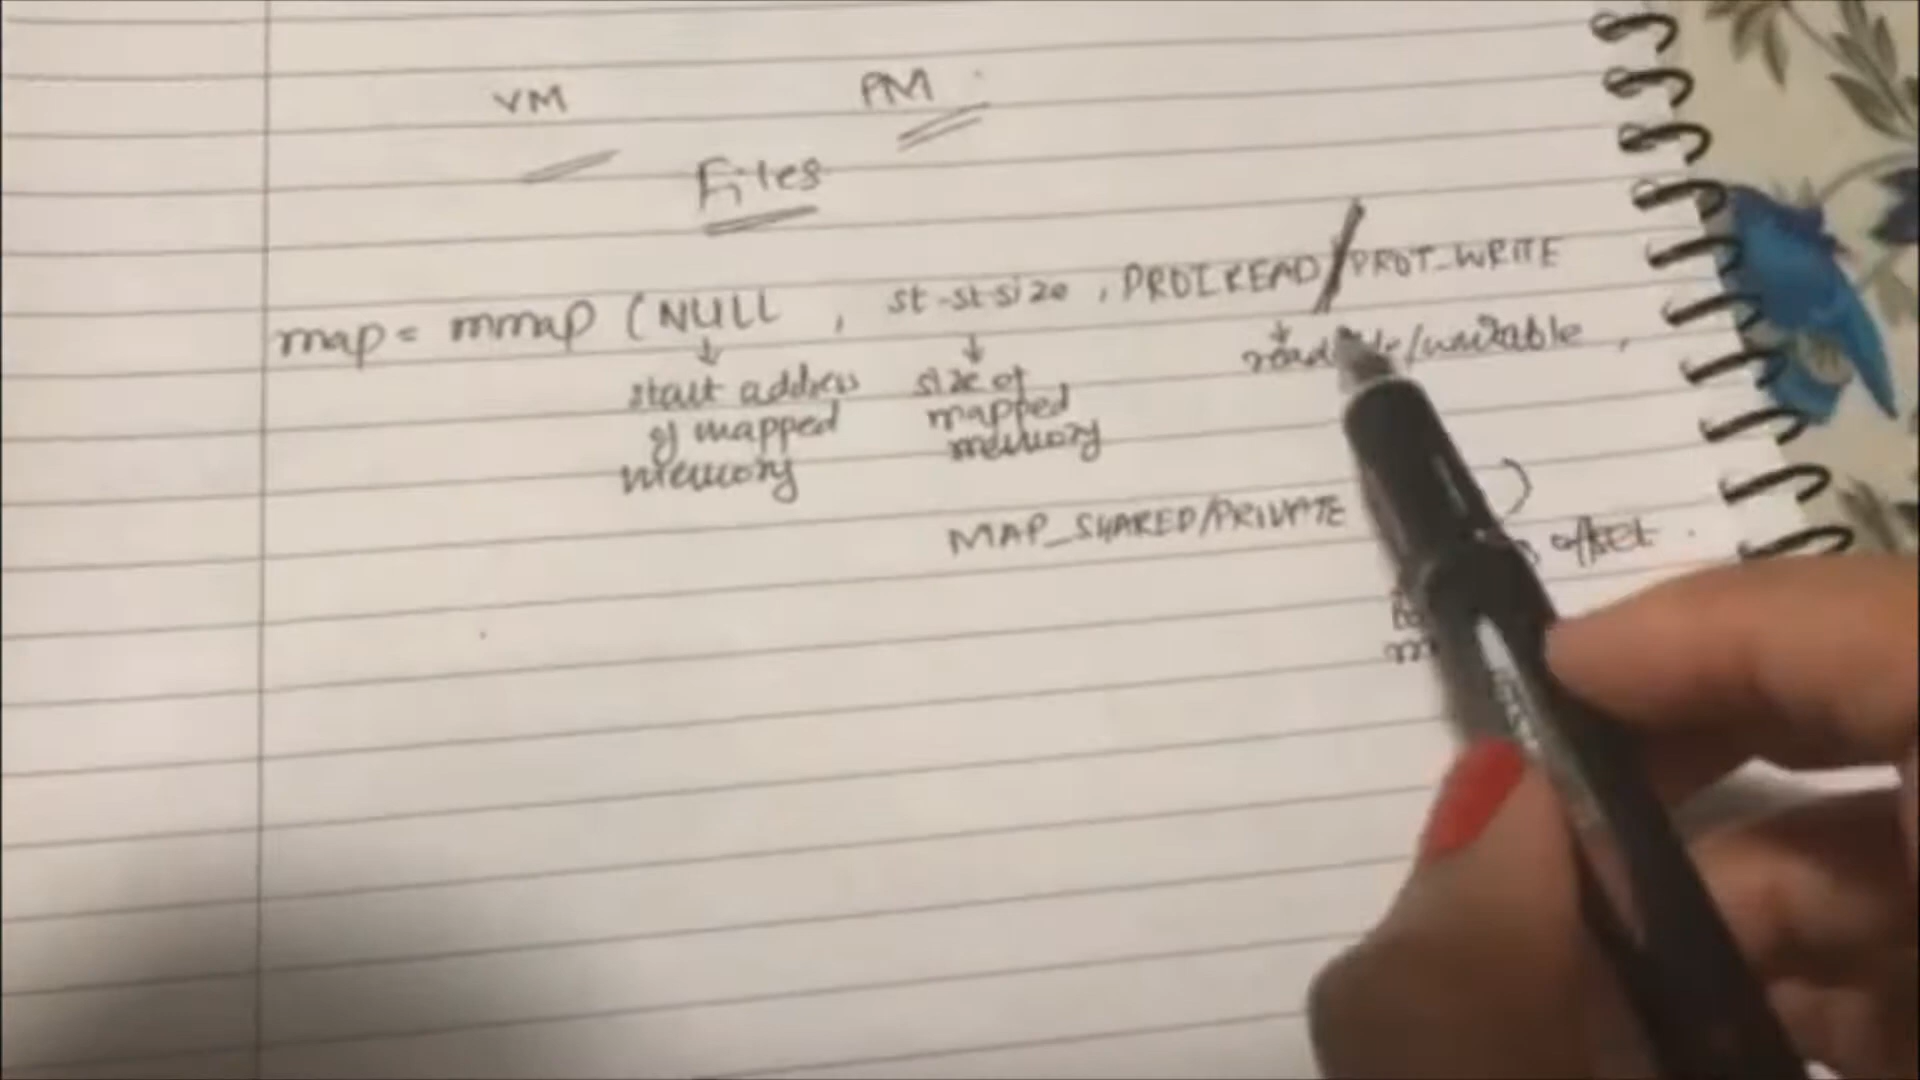 VM PM
Files
map = mmap (NULL , st-st-size , PROT_READ/PROT_WRITE
start address size of readable/writable ,
of mapped mapped
memory memory
MAP_SHARED/PRIVATE )
offset .